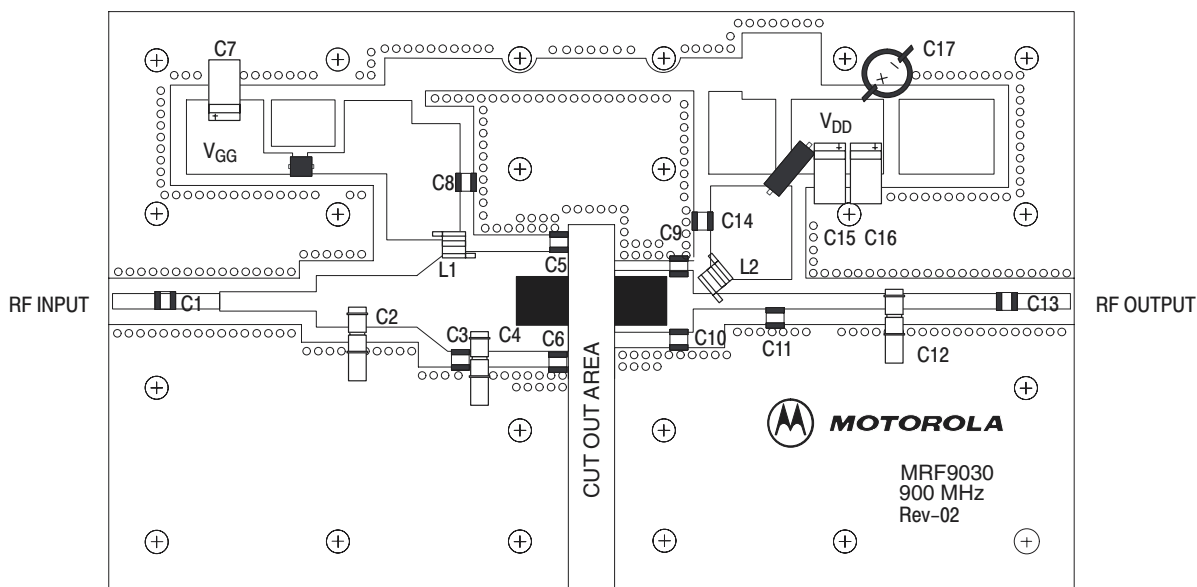 C7
C17
+
+ –
VGG
VDD
+ +
C8
C14
C9
C15 C16
L1
C5
L2
RF INPUT
C1
C2
C3
C4
C6
C10
C11
C12
C13
RF OUTPUT
CUT OUT AREA
MOTOROLA
MRF9030
900 MHz
Rev–02